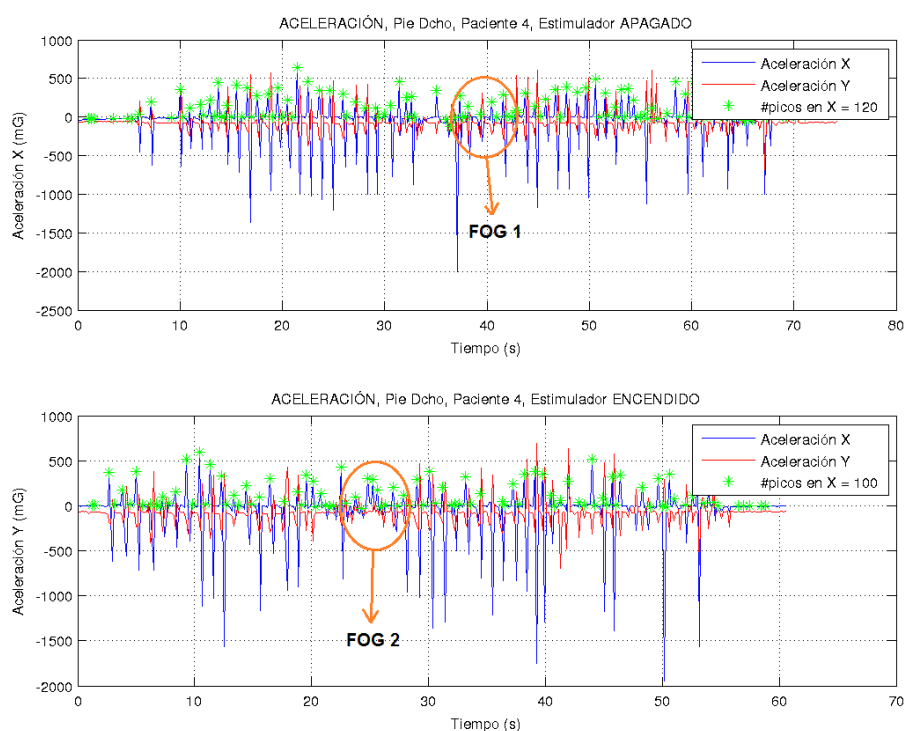 ACELERACIÓN, Pie Dcho, Paciente 4, Estimulador APAGADO
1000
500
0
-500
-1000
-1500
-2000
-2500
Aceleración X (mG)
Aceleración X
Aceleración Y
#picos en X = 120
FOG 1
0 10 20 30 40 50 60 70 80
Tiempo (s)
ACELERACIÓN, Pie Dcho, Paciente 4, Estimulador ENCENDIDO
1000
500
0
-500
-1000
-1500
-2000
Aceleración Y (mG)
Aceleración X
Aceleración Y
#picos en X = 100
FOG 2
0 10 20 30 40 50 60 70
Tiempo (s)